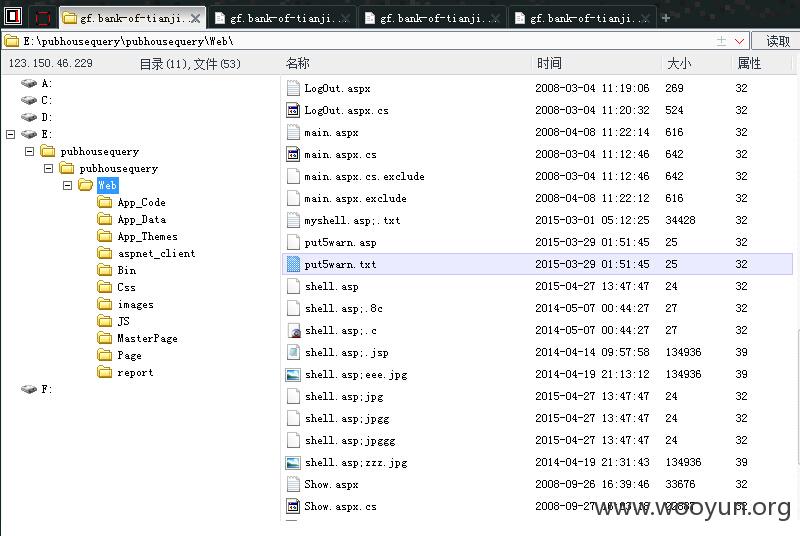 gf.bank-of-tianji... gf.bank-of-tianji... gf.bank-of-tianji... gf.bank-of-tianji...
E:\pubhousequery\pubhousequery\Web\ 读取
123.150.46.229 目录(11),文件(53) 名称 时间 大小 属性
A:
C:
D:
E:
pubhousequery
pubhousequery
Web
App_Code
App_Data
App_Themes
aspnet_client
Bin
Css
images
JS
MasterPage
Page
report
F:
LogOut.aspx 2008-03-04 11:19:06 269 32
LogOut.aspx.cs 2008-03-04 11:20:32 524 32
main.aspx 2008-04-08 11:22:14 616 32
main.aspx.cs 2008-03-04 11:12:46 642 32
main.aspx.cs.exclude 2008-03-04 11:12:46 642 32
main.aspx.exclude 2008-04-08 11:22:12 616 32
myshell.asp;.txt 2015-03-01 05:12:25 34428 32
put5warn.asp 2015-03-29 01:51:45 25 32
put5warn.txt 2015-03-29 01:51:45 25 32
shell.asp 2015-04-27 13:47:47 24 32
shell.asp;.8c 2014-05-07 00:44:27 27 32
shell.asp;.c 2014-05-07 00:44:27 27 32
shell.asp;.jsp 2014-04-14 09:57:58 134936 39
shell.asp;eee.jpg 2014-04-19 21:13:12 134936 39
shell.asp;jpg 2015-04-27 13:47:47 24 32
shell.asp;jpgg 2015-04-27 13:47:47 24 32
shell.asp;jpggg 2015-04-27 13:47:47 24 32
shell.asp;zzz.jpg 2014-04-19 21:31:43 134936 39
Show.aspx 2008-09-26 16:39:46 33676 32
Show.aspx.cs 2008-09-27 32
www.wooyun.org